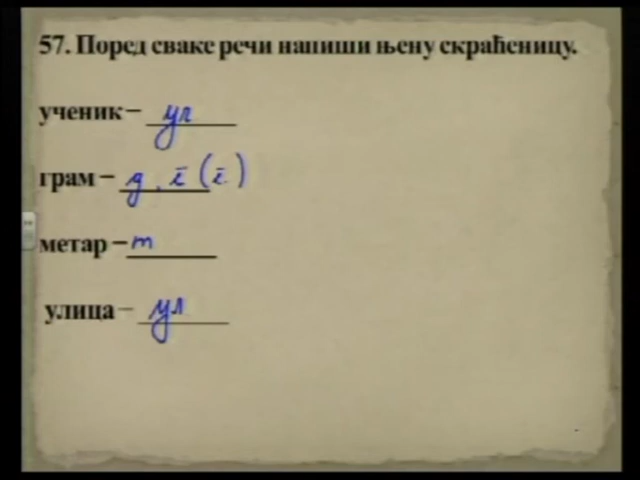 57. Поред сваке речи напиши њену скраћеницу.
ученик – уч
грам – g, г (г.)
метар – m
улица – ул